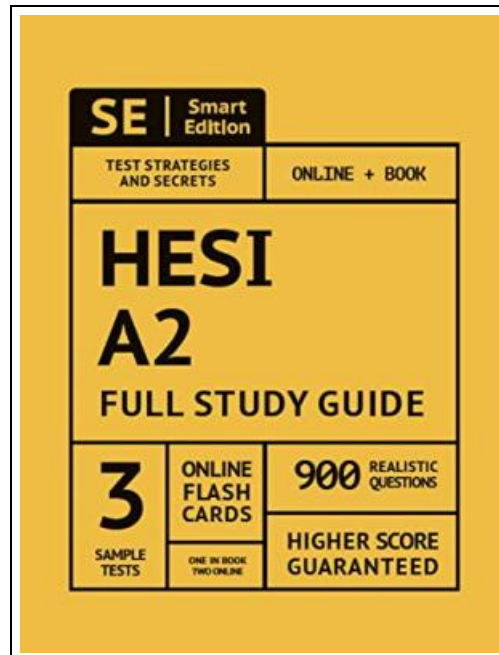 SE | Smart
Edition
TEST STRATEGIES
AND SECRETS
ONLINE + BOOK
HESI
A2
FULL STUDY GUIDE
3
SAMPLE
TESTS
ONLINE
FLASH
CARDS
ONE IN BOOK
TWO ONLINE
900 REALISTIC
QUESTIONS
HIGHER SCORE
GUARANTEED